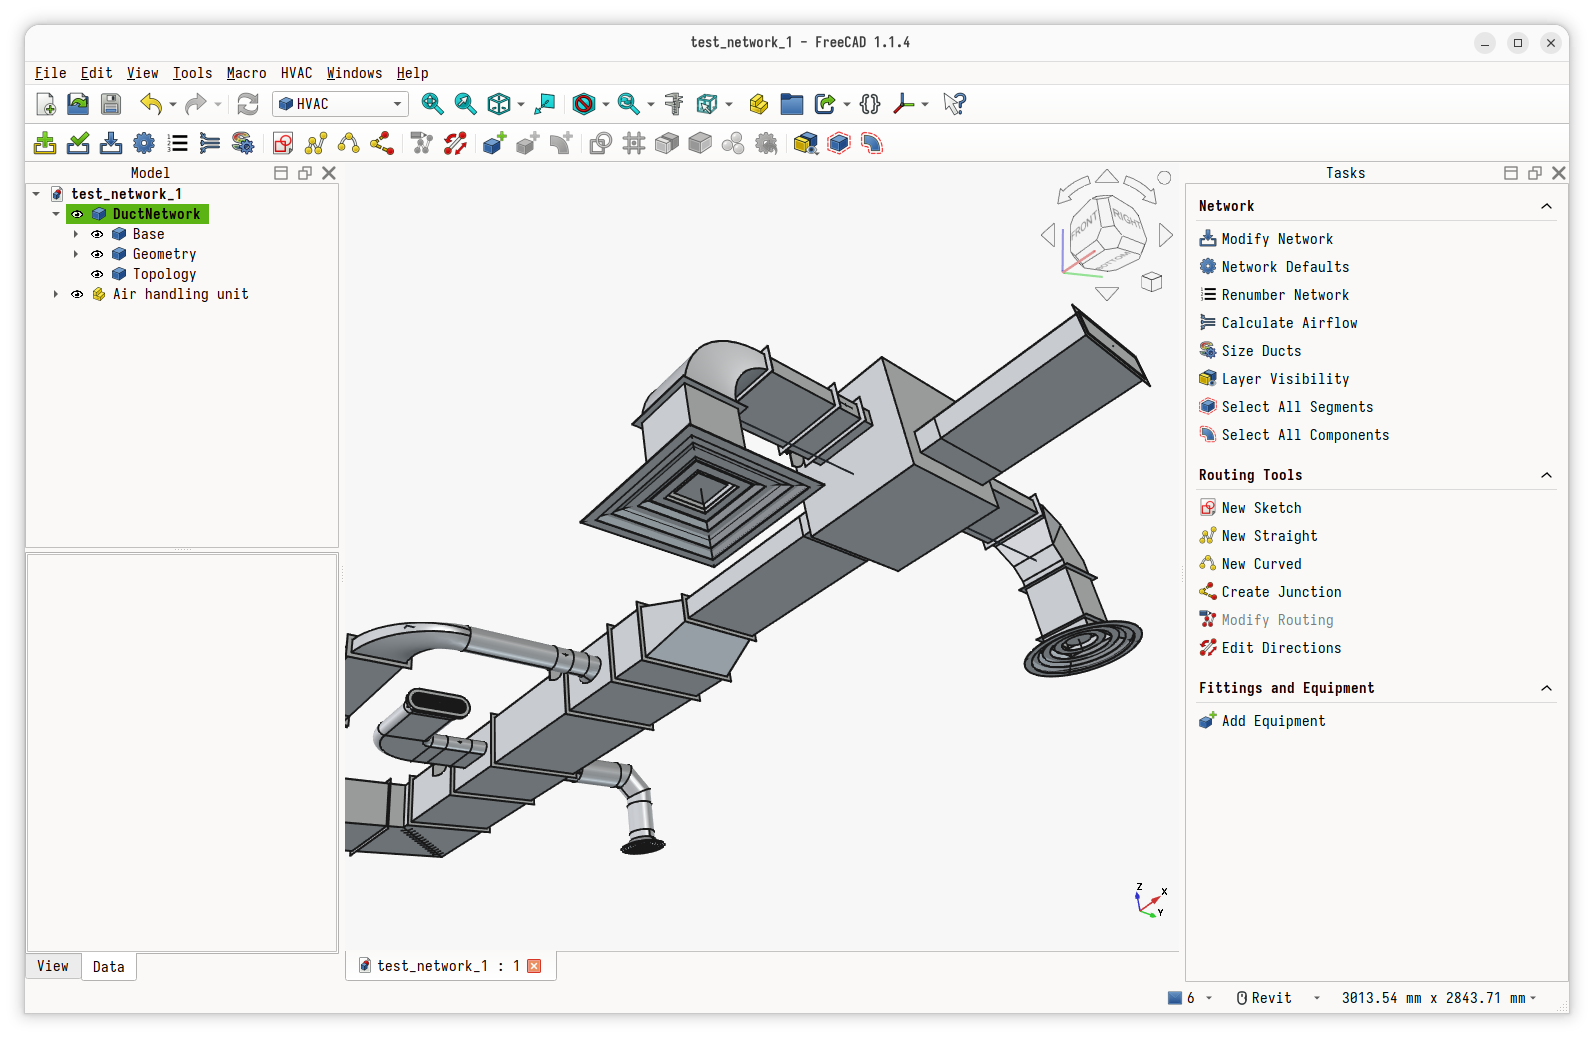 test_network_1 - FreeCAD 1.1.4
File Edit View Tools Macro HVAC Windows Help
HVAC
Model
test_network_1
DuctNetwork
Base
Geometry
Topology
Air handling unit
View Data
FRONT
RIGHT
BOTTOM
Z
X
Y
test_network_1 : 1
Tasks
Network
Modify Network
Network Defaults
Renumber Network
Calculate Airflow
Size Ducts
Layer Visibility
Select All Segments
Select All Components
Routing Tools
New Sketch
New Straight
New Curved
Create Junction
Modify Routing
Edit Directions
Fittings and Equipment
Add Equipment
6 Revit 3013.54 mm x 2843.71 mm